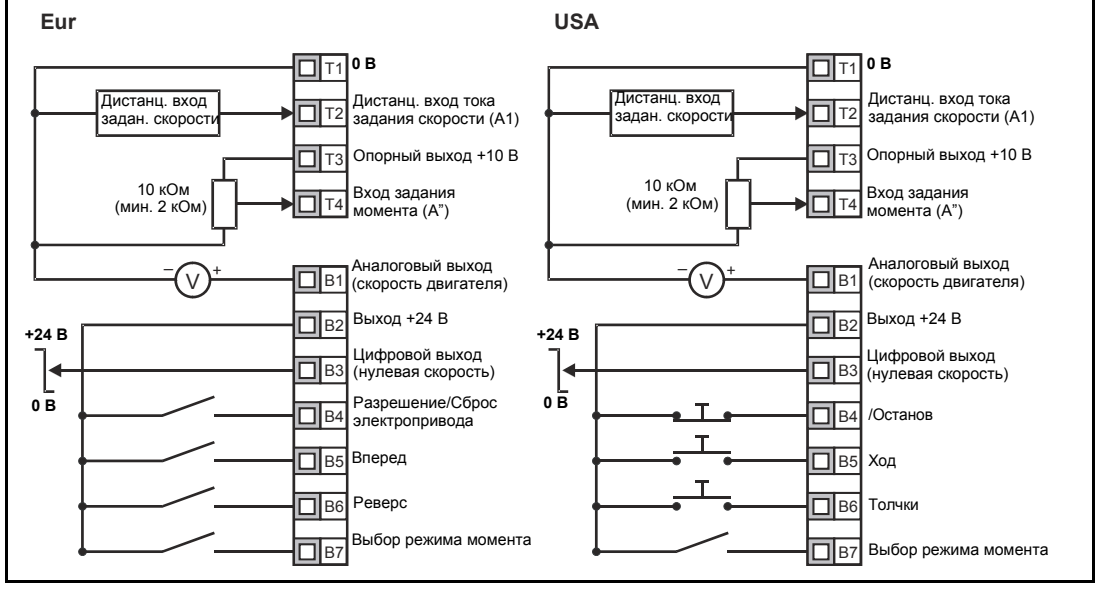 Eur
T1
0 В
Дистанц. вход
задан. скорости
T2
Дистанц. вход тока
задания скорости (А1)
T3
Опорный выход +10 В
10 кОм
(мин. 2 кОм)
T4
Вход задания
момента (А”)
–
V
+
B1
Аналоговый выход
(скорость двигателя)
B2
Выход +24 В
+24 В
0 В
B3
Цифровой выход
(нулевая скорость)
B4
Разрешение/Сброс
электропривода
B5
Вперед
B6
Реверс
B7
Выбор режима момента
USA
T1
0 В
Дистанц. вход
задан. скорости
T2
Дистанц. вход тока
задания скорости (А1)
T3
Опорный выход +10 В
10 кОм
(мин. 2 кОм)
T4
Вход задания
момента (А”)
–
V
+
B1
Аналоговый выход
(скорость двигателя)
B2
Выход +24 В
+24 В
0 В
B3
Цифровой выход
(нулевая скорость)
B4
/Останов
B5
Ход
B6
Толчки
B7
Выбор режима момента